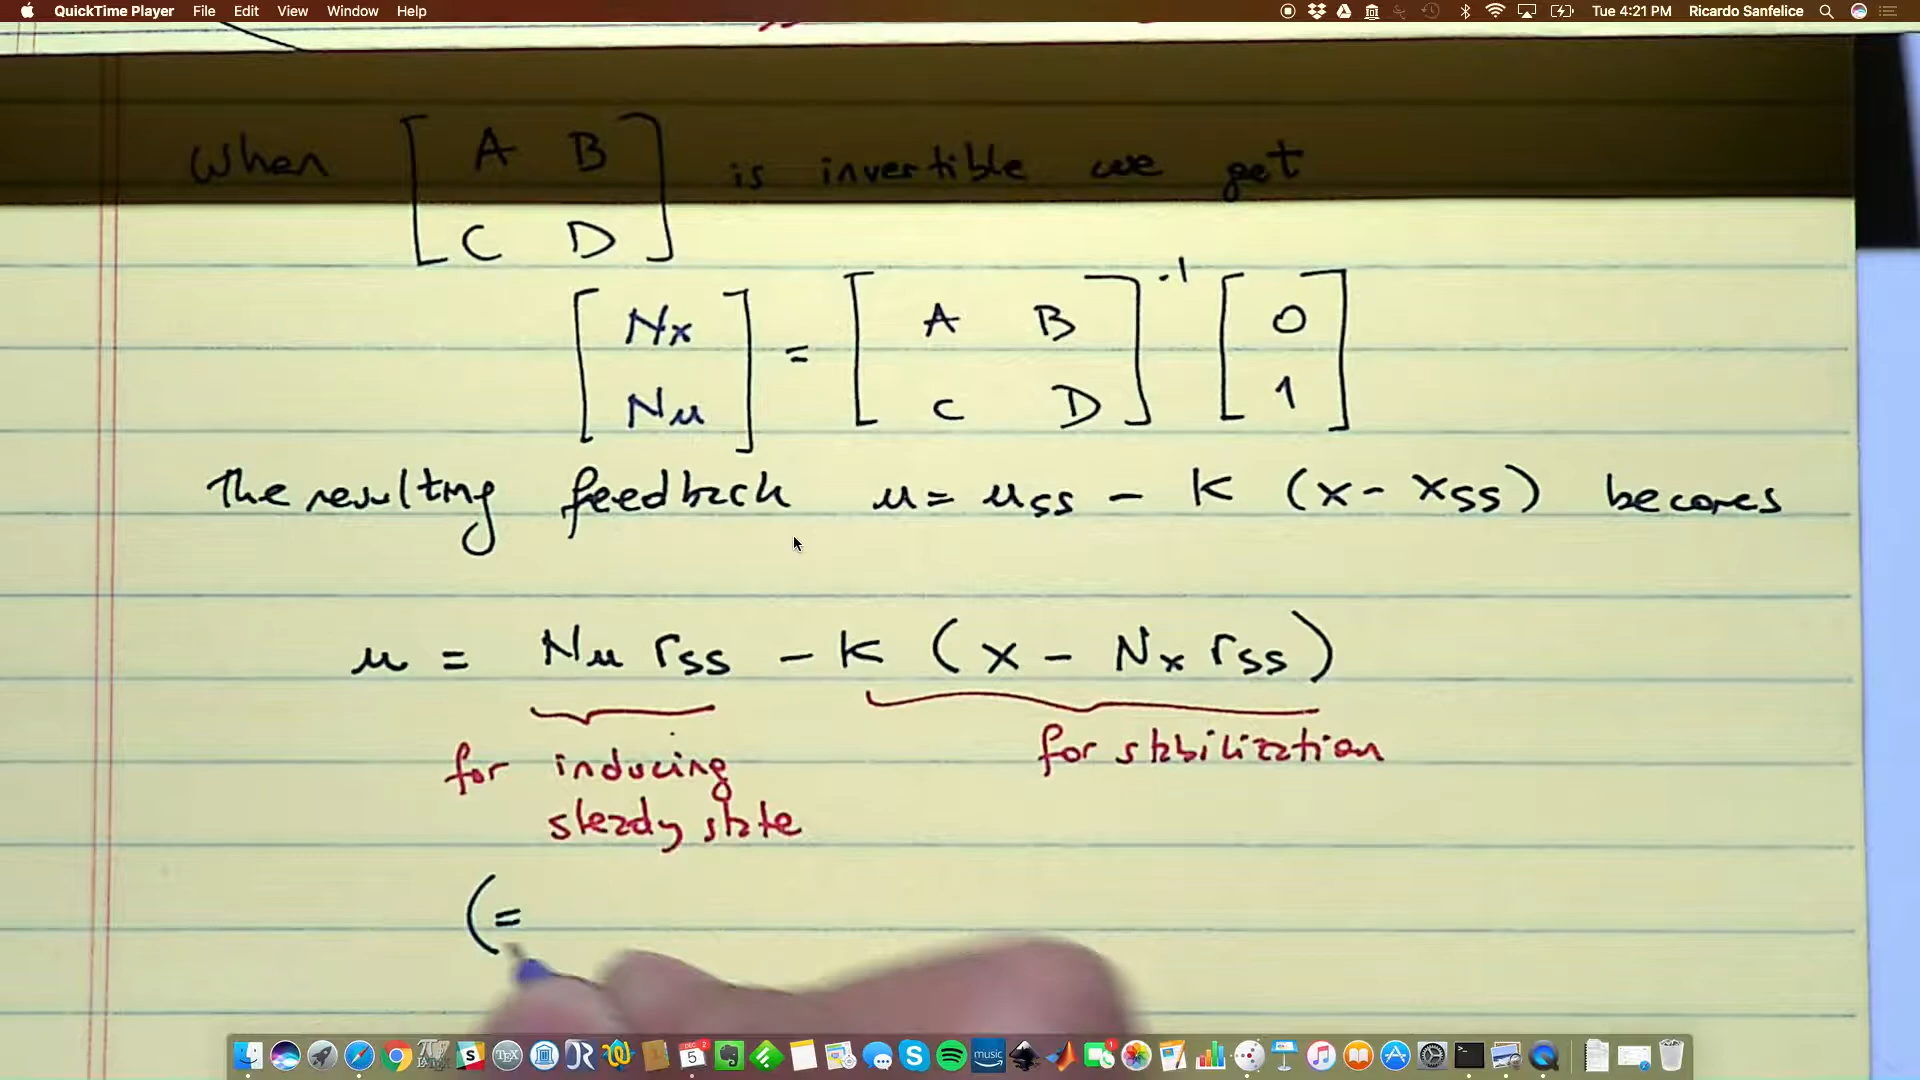 QuickTime Player File Edit View Window Help Tue 4:21 PM Ricardo Sanfelice
When [ A B ] is invertible we get
[ C D ]
[ Nx ] = [ A B ]⁻¹ [ 0 ]
[ Nu ] [ C D ] [ 1 ]
The resulting feedback u = uss - K (x - xss) becomes
u = Nu rss - K (x - Nx rss)
for inducing for stabilization
steady state
(=